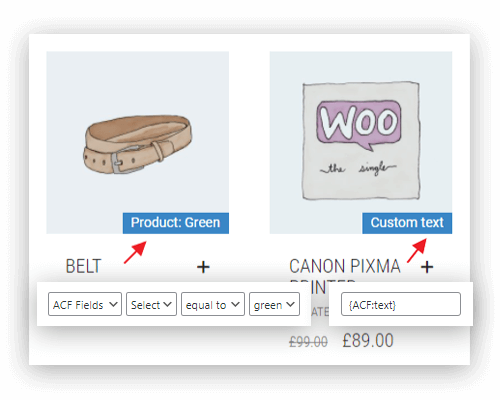 WOO
the single
Product: Green
Custom text
BELT
+
CANON PIXMA
+
PRINTER
ACF Fields
Select
equal to
green
{ACF:text}
£99.00 £89.00